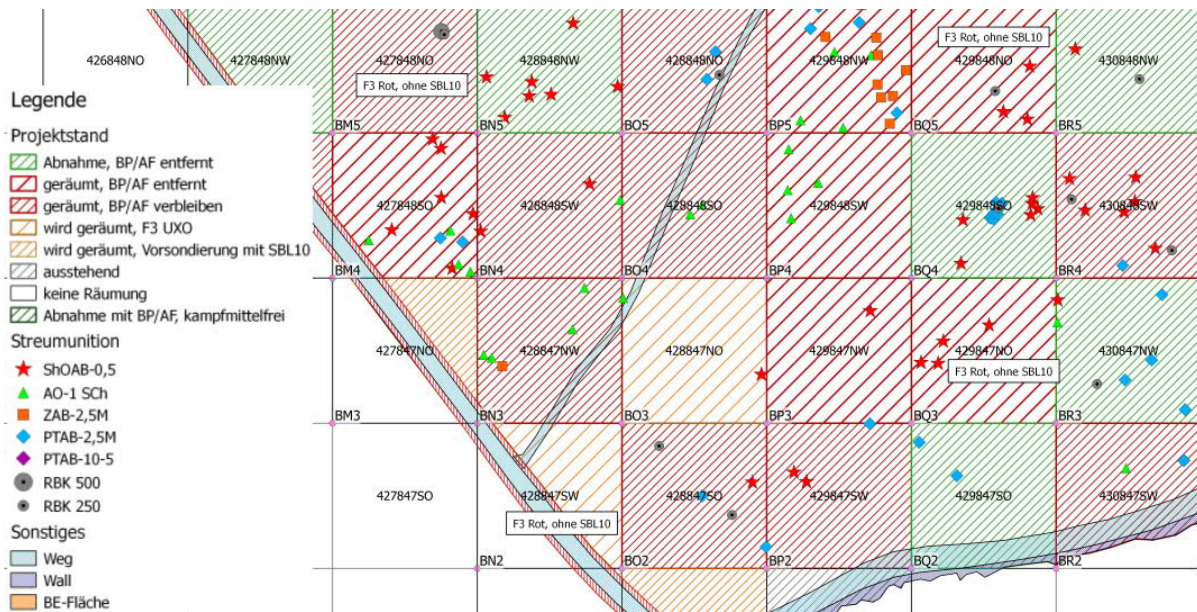 426848NO
427848NW
427848NO
428848NW
428848NO
429848NW
429848NO
430848NW
F3 Rot, ohne SBL10
F3 Rot, ohne SBL10
BM5
BN5
BO5
BP5
BQ5
BR5
427848SO
428848SW
428848SO
429848SW
429848SO
430848SW
BM4
BN4
BO4
BP4
BQ4
BR4
427847NO
428847NW
428847NO
429847NW
429847NO
430847NW
F3 Rot, ohne SBL10
BM3
BN3
BO3
BP3
BQ3
BR3
427847SO
428847SW
428847SO
429847SW
429847SO
430847SW
F3 Rot, ohne SBL10
BN2
BO2
BP2
BQ2
BR2
Legende
Projektstand
Abnahme, BP/AF entfernt
geräumt, BP/AF entfernt
geräumt, BP/AF verbleiben
wird geräumt, F3 UXO
wird geräumt, Vorsondierung mit SBL10
ausstehend
keine Räumung
Abnahme mit BP/AF, kampfmittelfrei
Streumunition
ShOAB-0,5
AO-1 SCh
ZAB-2,5M
PTAB-2,5M
PTAB-10-5
RBK 500
RBK 250
Sonstiges
Weg
Wall
BE-Fläche